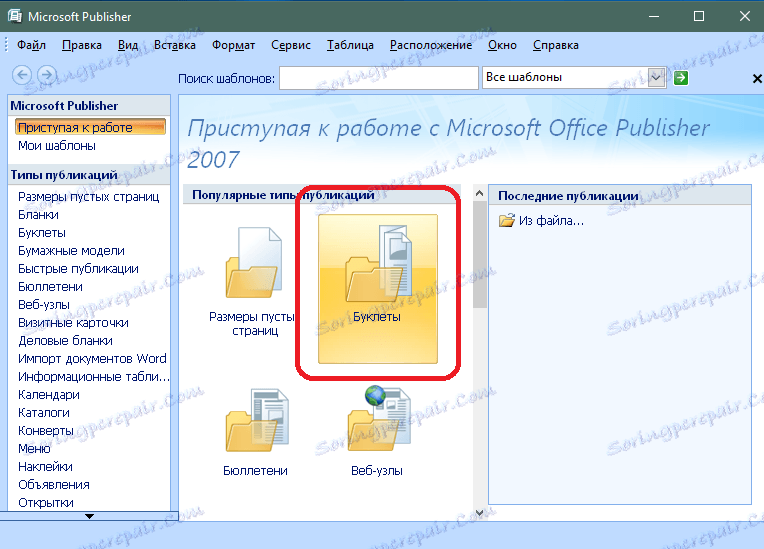 Microsoft Publisher
Файл Правка Вид Вставка Формат Сервис Таблица Расположение Окно Справка
Поиск шаблонов: Все шаблоны
Microsoft Publisher
Приступая к работе
Мои шаблоны
Типы публикаций
Размеры пустых страниц
Бланки
Буклеты
Бумажные модели
Быстрые публикации
Бюллетени
Веб-узлы
Визитные карточки
Деловые бланки
Импорт документов Word
Информационные табли...
Календари
Каталоги
Конверты
Меню
Наклейки
Объявления
Открытки
Приступая к работе с Microsoft Office Publisher
2007
Популярные типы публикаций
Размеры пусты
страниц
Буклеты
Бюллетени
Веб-узлы
Последние публикации
Из файла...
Soringpcrepair.com